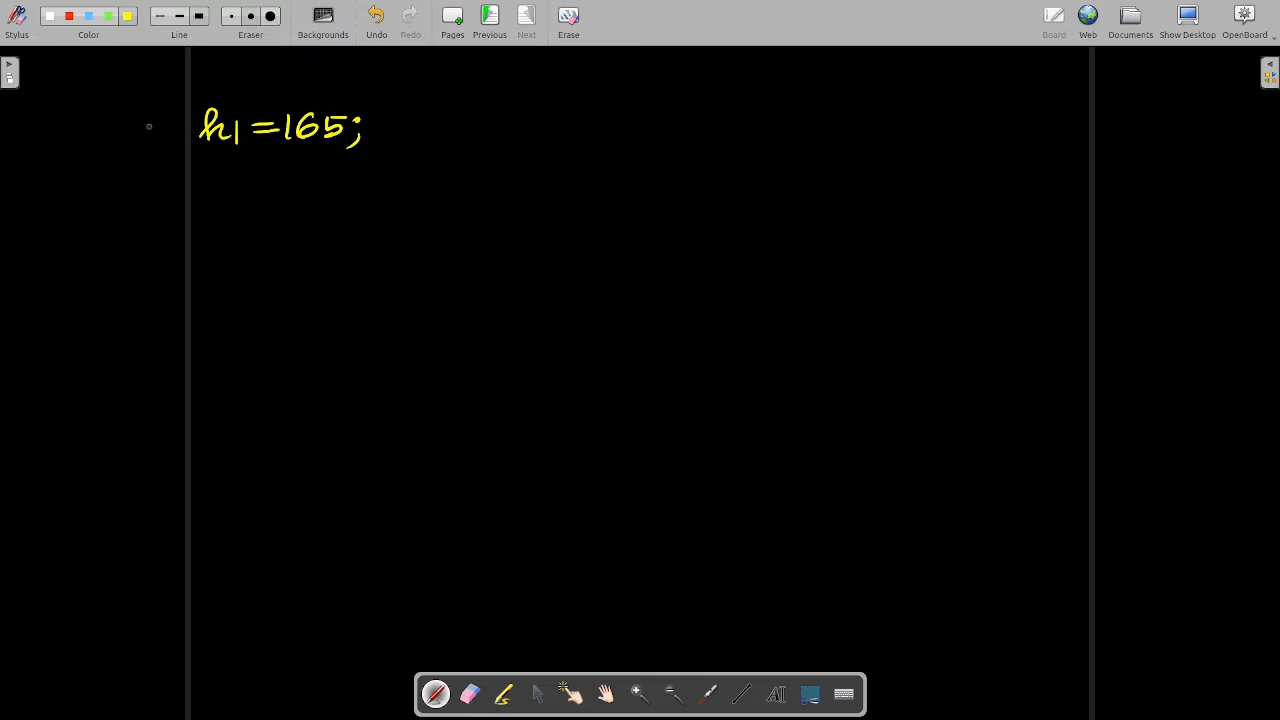 Stylus
Color
Line
Eraser
Backgrounds
Undo
Redo
Pages
Previous
Next
Erase
Board
Web
Documents
Show Desktop
OpenBoard
h1 = 165;
AI